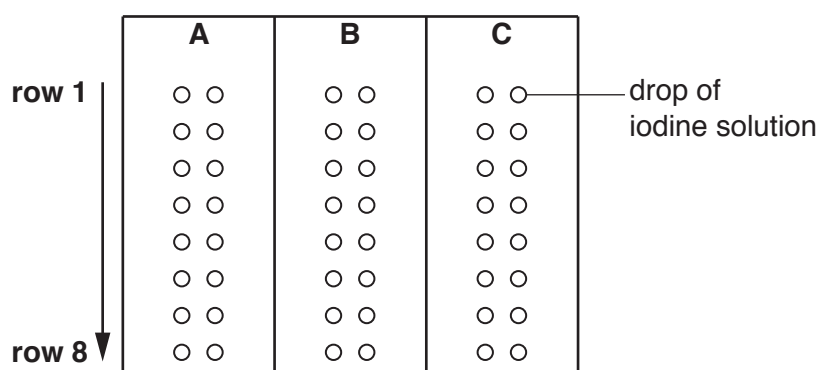 A B C
row 1
drop of
iodine solution
row 8